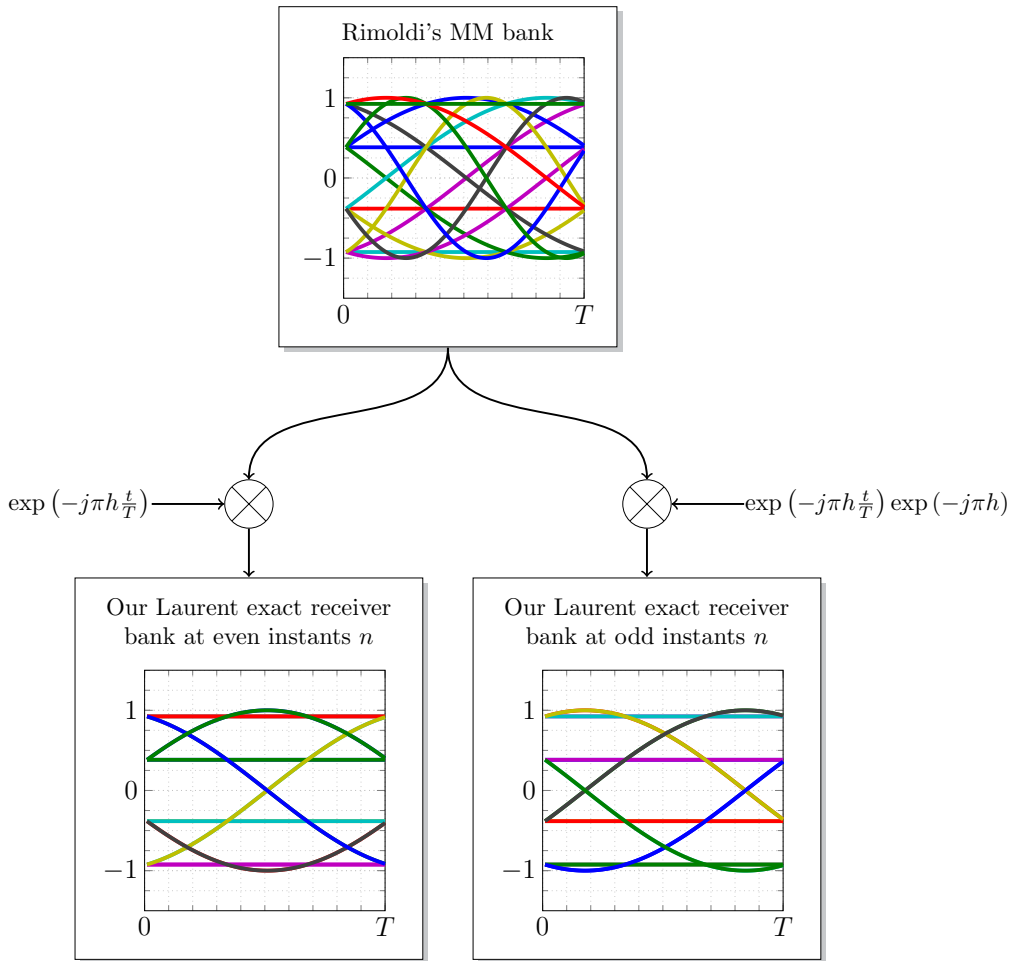 Rimoldi's MM bank
1
0
−1
0 T
exp (−jπh t/T)
exp (−jπh t/T) exp (−jπh)
Our Laurent exact receiver
bank at even instants n
1
0
−1
0 T
Our Laurent exact receiver
bank at odd instants n
1
0
−1
0 T